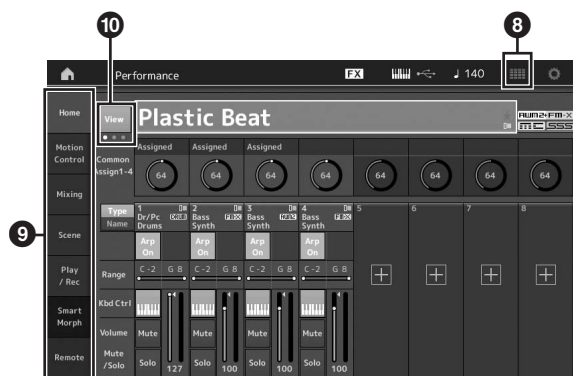 10
8
Performance
FX
140
Home
View
Plastic Beat
AWM2+FM-X
MC SSS
Motion
Control
Common
Assign1-4
Assigned Assigned Assigned
64 64 64 64 64 64 64 64
Mixing
Type
Name
1 2 3 4 5 6 7 8
Dr/Pc Bass Bass Bass
Drums Synth Synth Synth
9
Scene
Arp Arp Arp Arp
On On On On
Play
/ Rec
Range
C -2 G 8 C -2 G 8 C -2 G 8 C -2 G 8
Smart
Morph
Kbd Ctrl
Volume
Mute Mute Mute Mute
Remote
Mute
/Solo
Solo 127 Solo 100 Solo 100 Solo 100